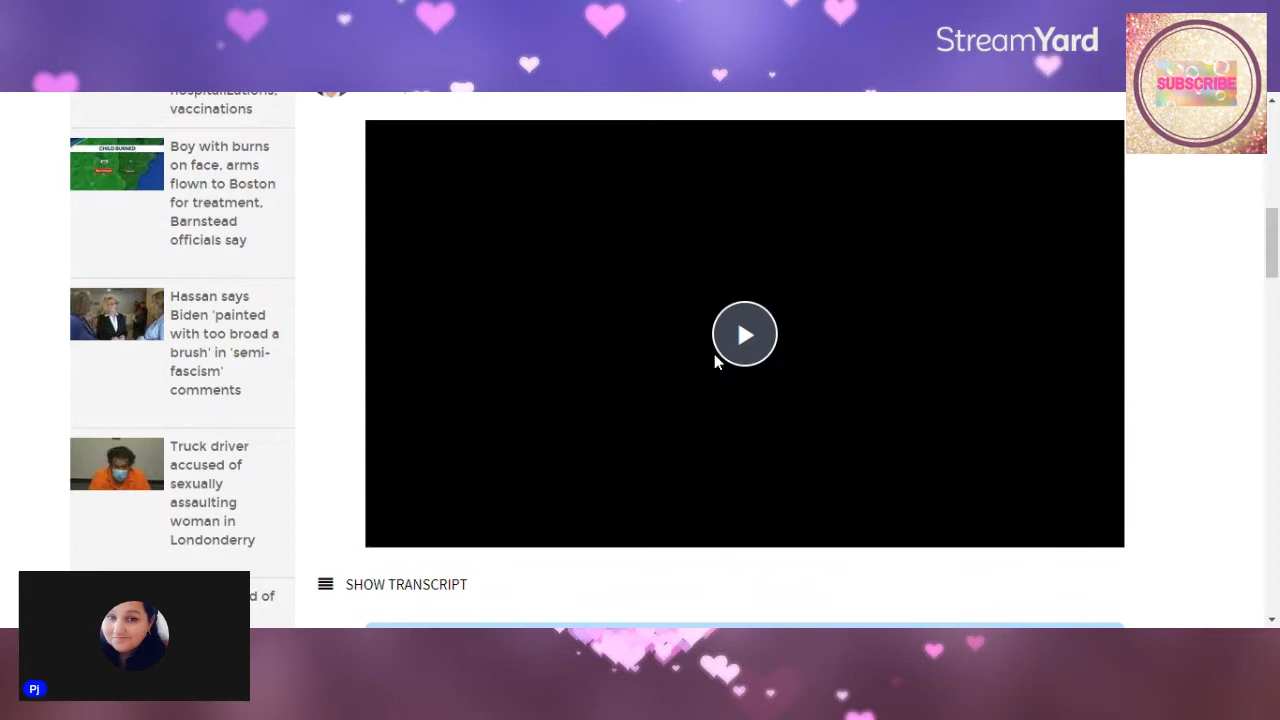 StreamYard
SUBSCRIBE
hospitalizations,
vaccinations
CHILD BURNED
Boy with burns
on face, arms
flown to Boston
for treatment,
Barnstead
officials say
Hassan says
Biden 'painted
with too broad a
brush' in 'semi-
fascism'
comments
Truck driver
accused of
sexually
assaulting
woman in
Londonderry
d of
SHOW TRANSCRIPT
Pj